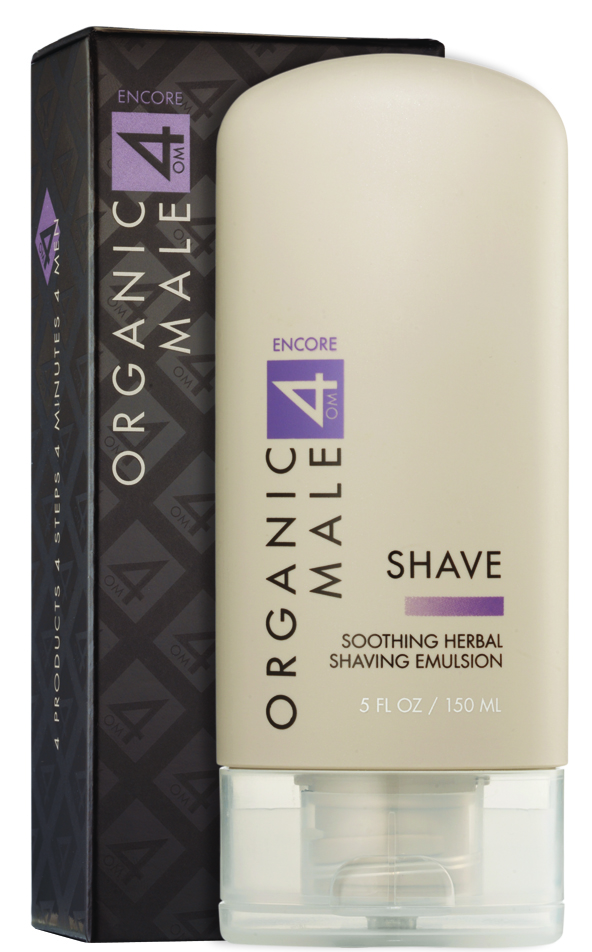 4 PRODUCTS 4 STEPS 4 MINUTES 4 MEN
4
ENCORE
4
OM
ORGANIC
MALE
ENCORE
4
OM
ORGANIC
MALE
SHAVE
SOOTHING HERBAL
SHAVING EMULSION
5 FL OZ / 150 ML